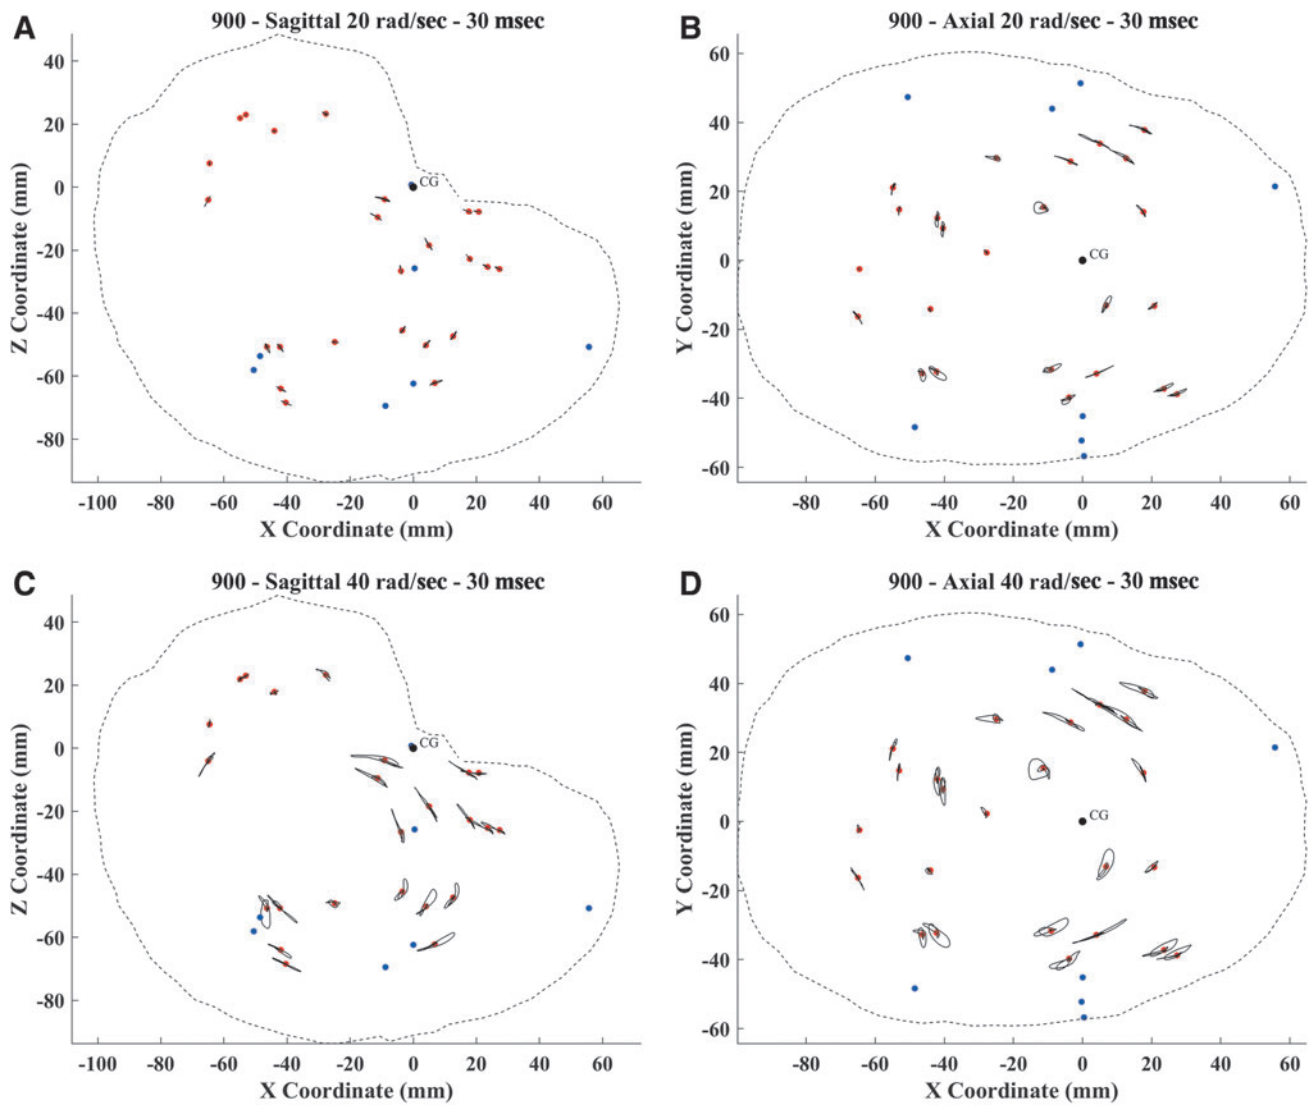 A
900 - Sagittal 20 rad/sec - 30 msec
40
20
0
-20
-40
-60
-80
Z Coordinate (mm)
CG
-100 -80 -60 -40 -20 0 20 40 60
X Coordinate (mm)
B
900 - Axial 20 rad/sec - 30 msec
60
40
20
0
-20
-40
-60
Y Coordinate (mm)
CG
-80 -60 -40 -20 0 20 40 60
X Coordinate (mm)
C
900 - Sagittal 40 rad/sec - 30 msec
40
20
0
-20
-40
-60
-80
Z Coordinate (mm)
CG
-100 -80 -60 -40 -20 0 20 40 60
X Coordinate (mm)
D
900 - Axial 40 rad/sec - 30 msec
60
40
20
0
-20
-40
-60
Y Coordinate (mm)
CG
-80 -60 -40 -20 0 20 40 60
X Coordinate (mm)